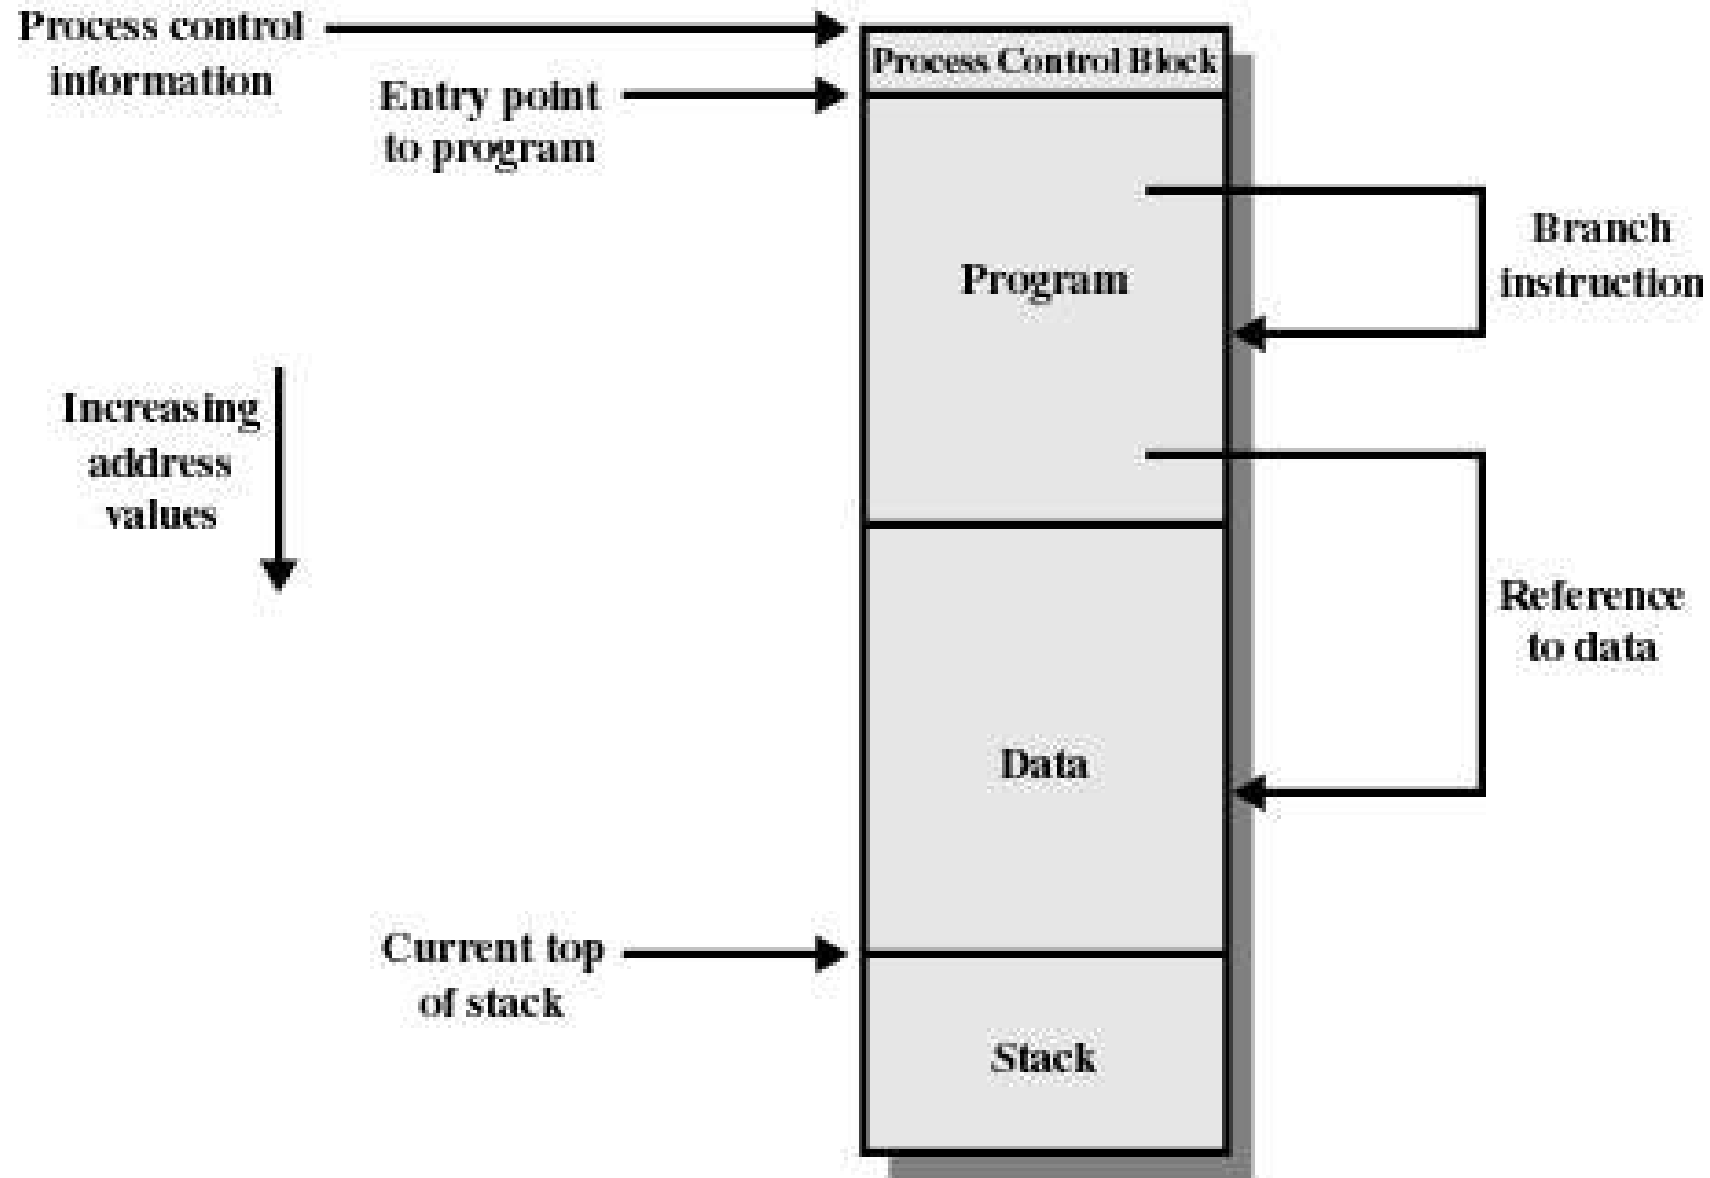 Process control
information
Process Control Block
Entry point
to program
Branch
instruction
Program
Increasing
address
values
Reference
to data
Data
Current top
of stack
Stack